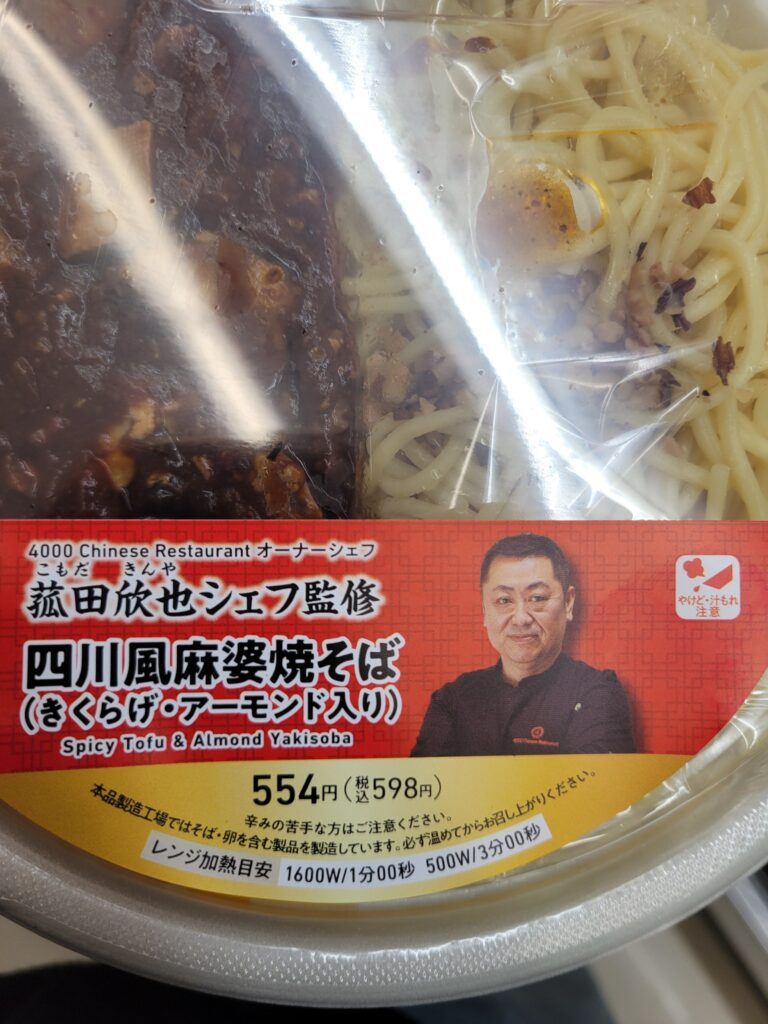 4000 Chinese Restaurant オーナーシェフ
こもだ きんや
菰田欣也シェフ監修
四川風麻婆焼そば
(きくらげ・アーモンド入り)
Spicy Tofu & Almond Yakisoba
やけど・汁もれ
注意
554円(税込598円)
辛みの苦手な方はご注意ください。
本品製造工場ではそば・卵を含む製品を製造しています。必ず温めてからお召し上がりください。
レンジ加熱目安 1600W/1分00秒 500W/3分00秒